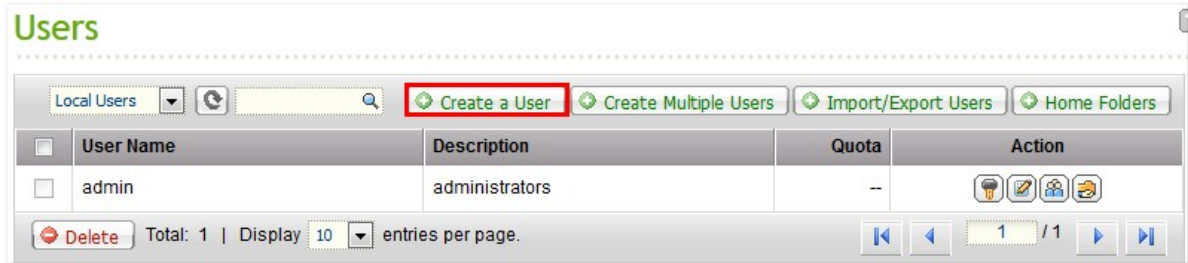 Users
Local Users Create a User Create Multiple Users Import/Export Users Home Folders
User Name Description Quota Action
admin administrators --
Delete Total: 1 | Display 10 entries per page. 1 / 1